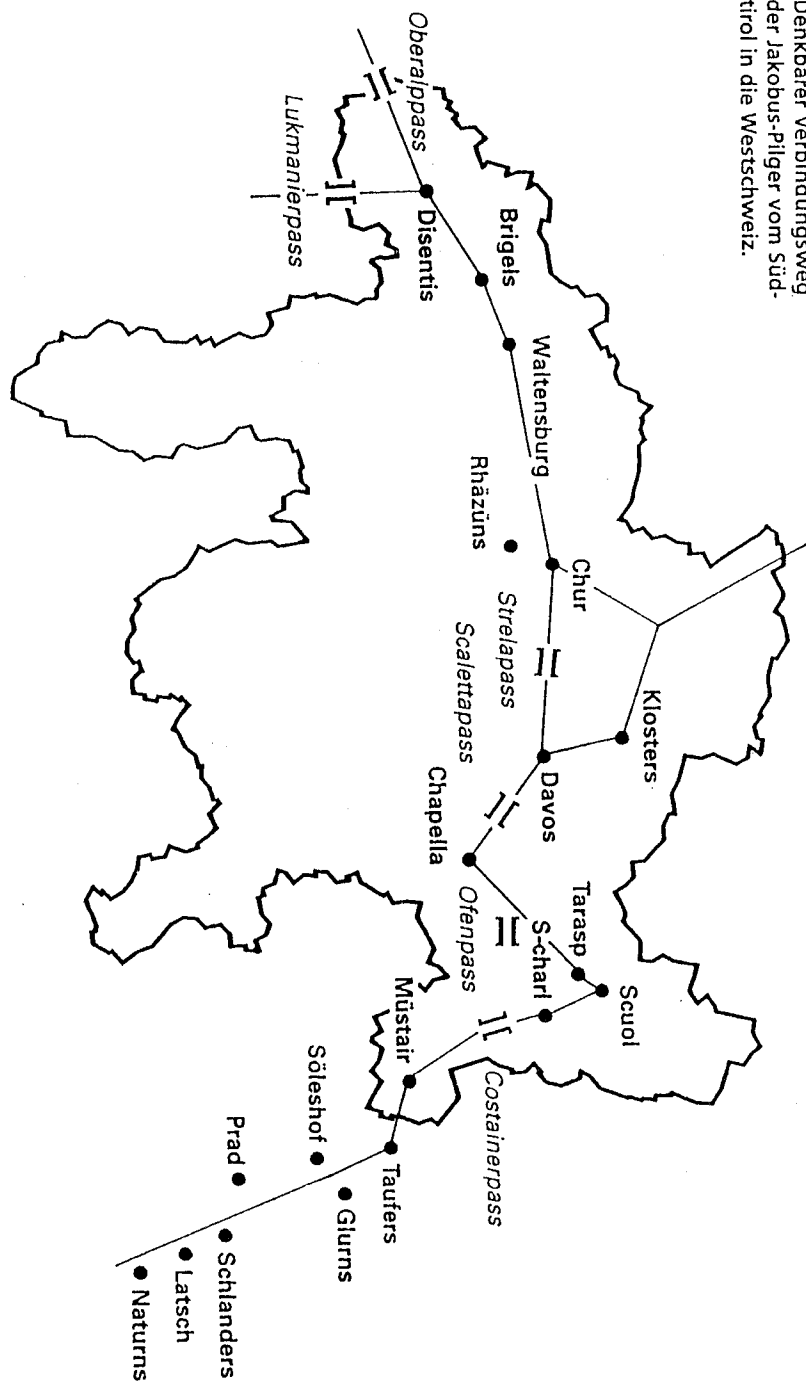 Denkbarer Verbindungsweg
der Jakobus-Pilger vom Süd-
tirol in die Westschweiz.
Oberalppass
Lukmanierpass
Disentis
Brigels
Waltensburg
Rhäzüns
Chur
Strelapass
Scalettapass
Klosters
Davos
Chapella
Ofenpass
Tarasp
S-charl
Scuol
Costainerpass
Müstair
Taufers
Söleshof
Glurns
Prad
Schlanders
Latsch
Naturns